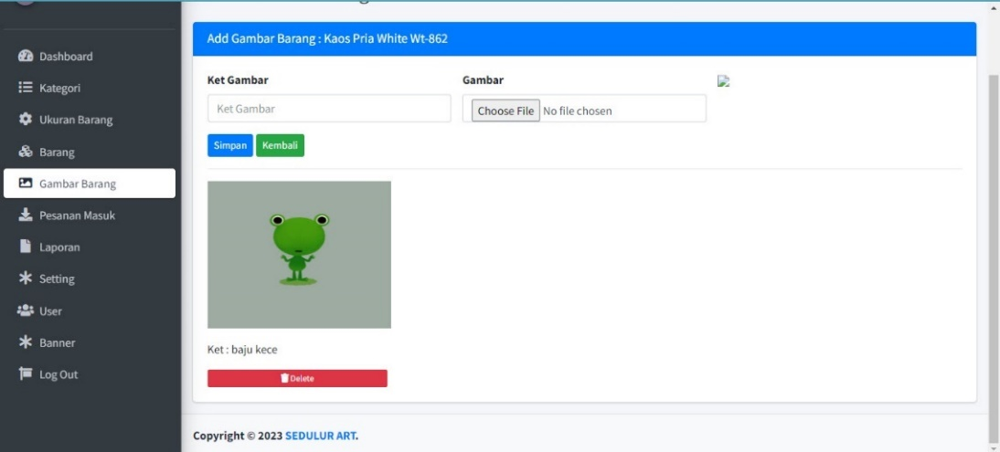 Dashboard
Kategori
Ukuran Barang
Barang
Gambar Barang
Pesanan Masuk
Laporan
Setting
User
Banner
Log Out
Add Gambar Barang : Kaos Pria White Wt-862
Ket Gambar
Gambar
Ket Gambar
Choose File No file chosen
Simpan Kembali
Ket : baju kece
Delete
Copyright © 2023 SEDULUR ART.